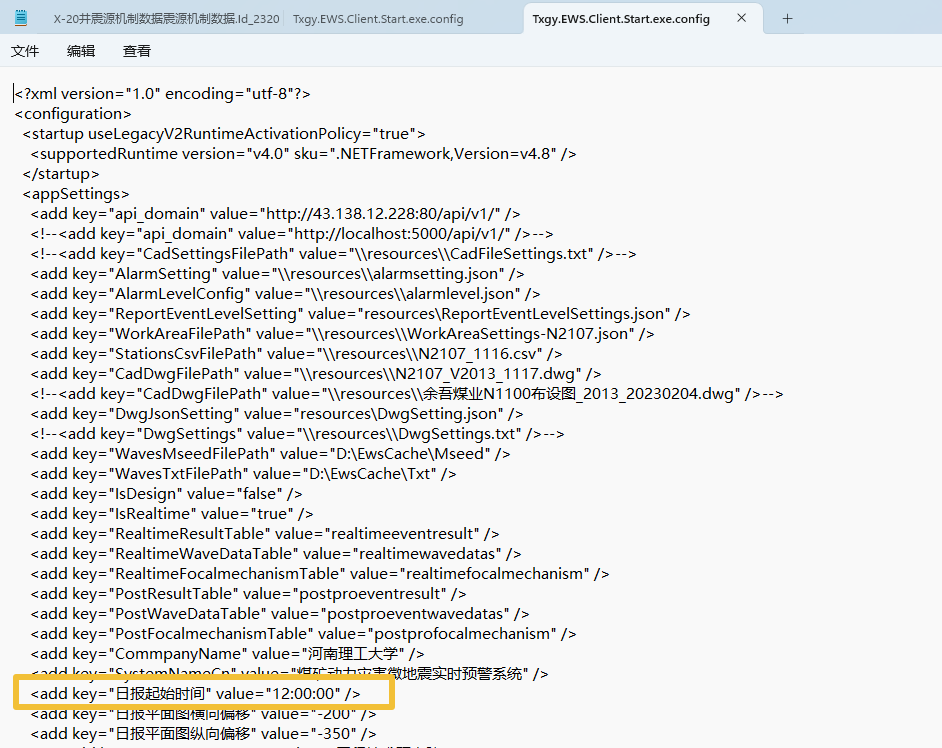 X-20井震源机制数据震源机制数据.Id_2320
Txgy.EWS.Client.Start.exe.config
Txgy.EWS.Client.Start.exe.config
文件 编辑 查看
<?xml version="1.0" encoding="utf-8"?>
<configuration>
<startup useLegacyV2RuntimeActivationPolicy="true">
<supportedRuntime version="v4.0" sku=".NETFramework,Version=v4.8" />
</startup>
<appSettings>
<add key="api_domain" value="http://43.138.12.228:80/api/v1/" />
<!--<add key="api_domain" value="http://localhost:5000/api/v1/" />-->
<!--<add key="CadSettingsFilePath" value="\\resources\\CadFileSettings.txt" />-->
<add key="AlarmSetting" value="\\resources\\alarmsetting.json" />
<add key="AlarmLevelConfig" value="\\resources\\alarmlevel.json" />
<add key="ReportEventLevelSetting" value="resources\ReportEventLevelSettings.json" />
<add key="WorkAreaFilePath" value="\\resources\\WorkAreaSettings-N2107.json" />
<add key="StationsCsvFilePath" value="\\resources\\N2107_1116.csv" />
<add key="CadDwgFilePath" value="\\resources\\N2107_V2013_1117.dwg" />
<!--<add key="CadDwgFilePath" value="\\resources\\余吾煤业N1100布设图_2013_20230204.dwg" />-->
<add key="DwgJsonSetting" value="resources\DwgSetting.json" />
<!--<add key="DwgSettings" value="\\resources\\DwgSettings.txt" />-->
<add key="WavesMseedFilePath" value="D:\EwsCache\Mseed" />
<add key="WavesTxtFilePath" value="D:\EwsCache\Txt" />
<add key="IsDesign" value="false" />
<add key="IsRealtime" value="true" />
<add key="RealtimeResultTable" value="realtimeeventresult" />
<add key="RealtimeWaveDataTable" value="realtimewavedatas" />
<add key="RealtimeFocalmechanismTable" value="realtimefocalmechanism" />
<add key="PostResultTable" value="postproeventresult" />
<add key="PostWaveDataTable" value="postproeventwavedatas" />
<add key="PostFocalmechanismTable" value="postprofocalmechanism" />
<add key="CommpanyName" value="河南理工大学" />
<add key="SystemNameCn" value="煤矿动力灾害微地震实时预警系统" />
<add key="日报起始时间" value="12:00:00" />
<add key="日报平面图横向偏移" value="-200" />
<add key="日报平面图纵向偏移" value="-350" />